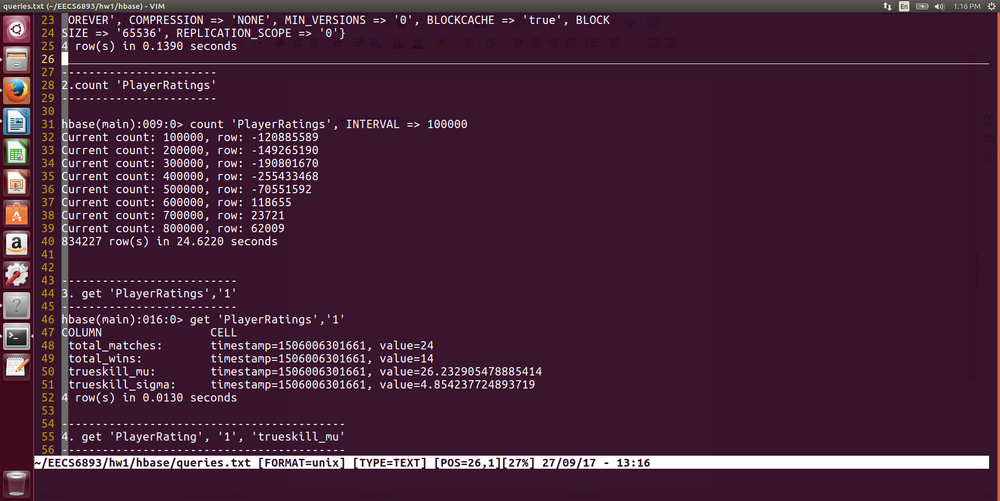 queries.txt (~/EECS6893/hw1/hbase) - VIM
En
1:16 PM
23 OREVER', COMPRESSION => 'NONE', MIN_VERSIONS => '0', BLOCKCACHE => 'true', BLOCK
24 SIZE => '65536', REPLICATION_SCOPE => '0'}
25 4 row(s) in 0.1390 seconds
26
27 -----------------------
28 2.count 'PlayerRatings'
29 -----------------------
30
31 hbase(main):009:0> count 'PlayerRatings', INTERVAL => 100000
32 Current count: 100000, row: -120885589
33 Current count: 200000, row: -149265190
34 Current count: 300000, row: -190801670
35 Current count: 400000, row: -255433468
36 Current count: 500000, row: -70551592
37 Current count: 600000, row: 118655
38 Current count: 700000, row: 23721
39 Current count: 800000, row: 62009
40 834227 row(s) in 24.6220 seconds
41
42
43 --------------------------
44 3. get 'PlayerRatings','1'
45 --------------------------
46 hbase(main):016:0> get 'PlayerRatings','1'
47 COLUMN                CELL
48  total_matches:       timestamp=1506006301661, value=24
49  total_wins:          timestamp=1506006301661, value=14
50  trueskill_mu:        timestamp=1506006301661, value=26.232905478885414
51  trueskill_sigma:     timestamp=1506006301661, value=4.854237724893719
52 4 row(s) in 0.0130 seconds
53
54 ------------------------------------------
55 4. get 'PlayerRating', '1', 'trueskill_mu'
56 ------------------------------------------
~/EECS6893/hw1/hbase/queries.txt [FORMAT=unix] [TYPE=TEXT] [POS=26,1][27%] 27/09/17 - 13:16